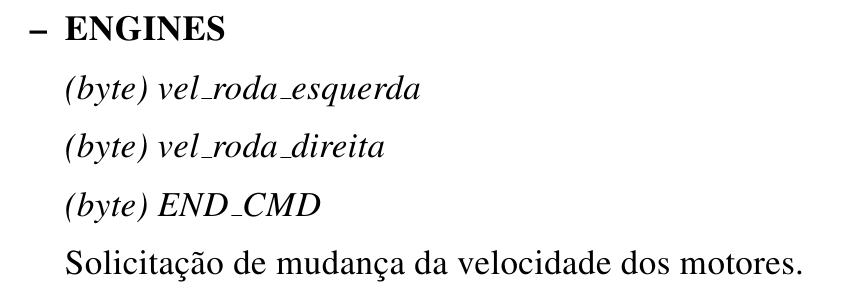 – ENGINES
(byte) vel_roda_esquerda
(byte) vel_roda_direita
(byte) END_CMD
Solicitação de mudança da velocidade dos motores.